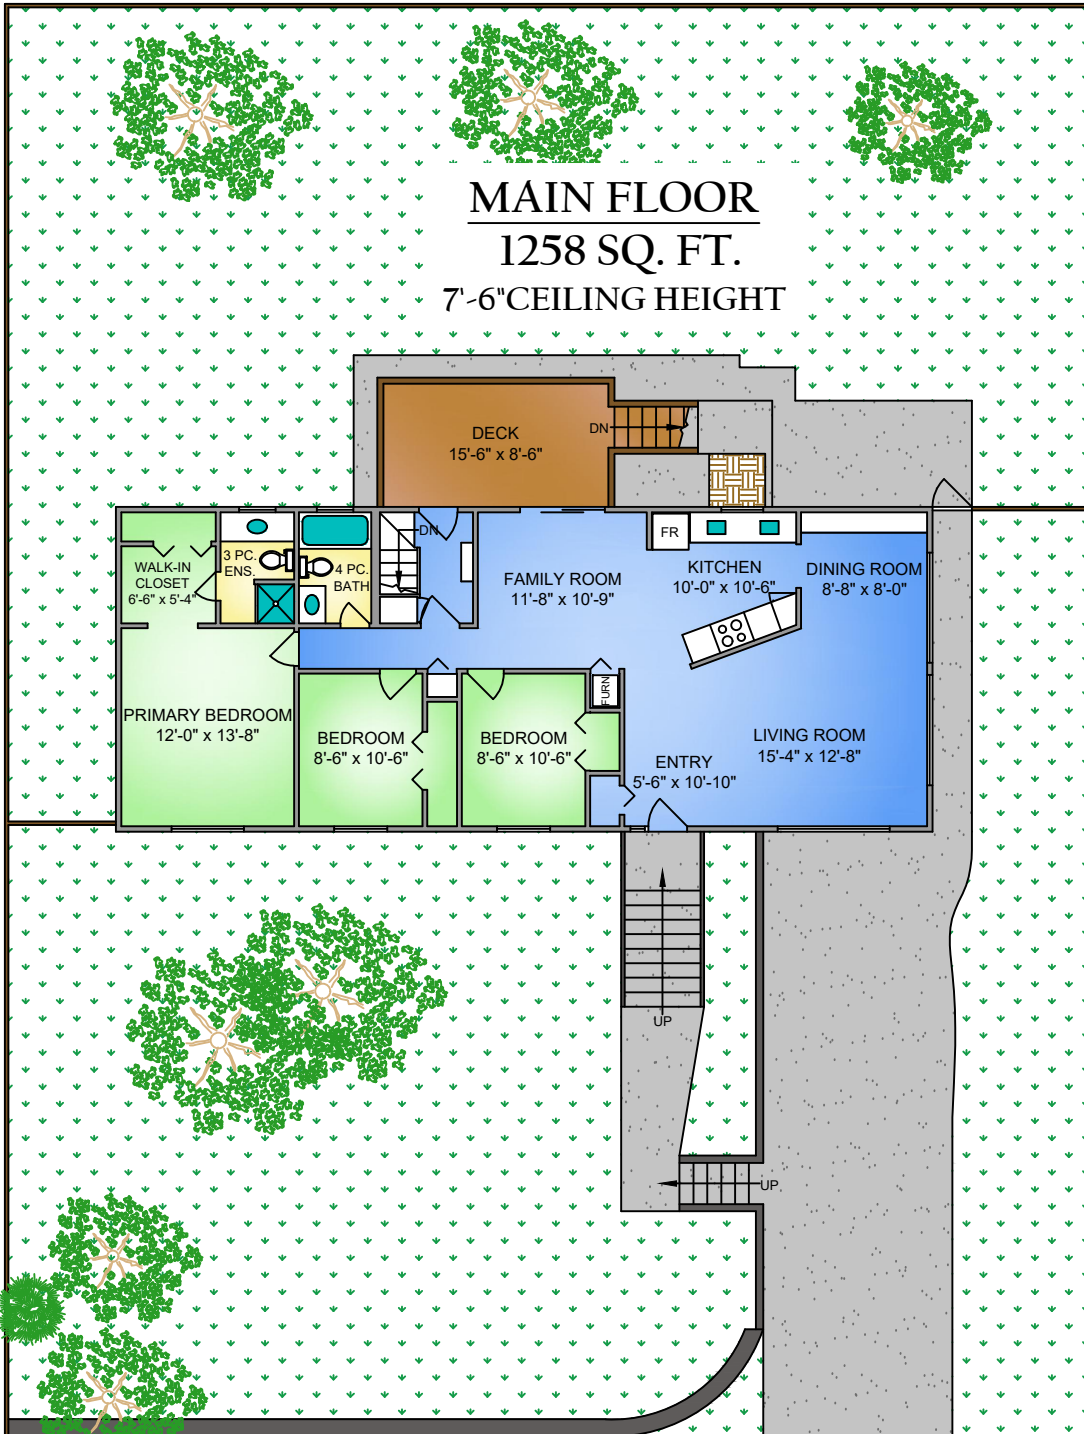 MAIN FLOOR
1258 SQ. FT.
7'-6"CEILING HEIGHT
DECK
15'-6" x 8'-6"
DN
DN
FR
WALK-IN
CLOSET
6'-6" x 5'-4"
3 PC.
ENS.
4 PC.
BATH
FAMILY ROOM
11'-8" x 10'-9"
KITCHEN
10'-0" x 10'-6"
DINING ROOM
8'-8" x 8'-0"
FURN
PRIMARY BEDROOM
12'-0" x 13'-8"
BEDROOM
8'-6" x 10'-6"
BEDROOM
8'-6" x 10'-6"
ENTRY
5'-6" x 10'-10"
LIVING ROOM
15'-4" x 12'-8"
UP
UP